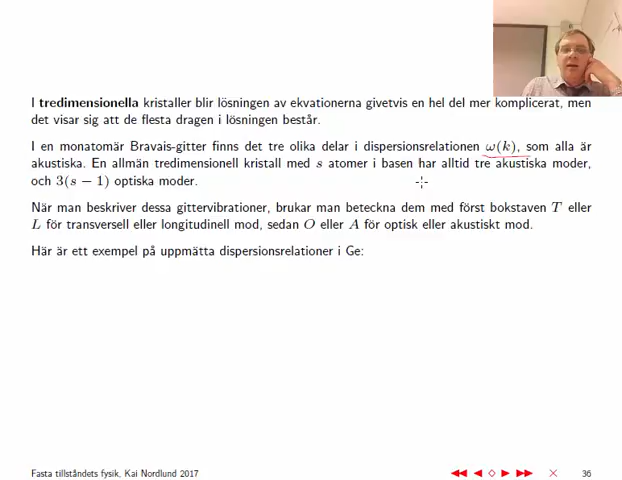 I tredimensionella kristaller blir lösningen av ekvationerna givetvis en hel del mer komplicerat, men
det visar sig att de flesta dragen i lösningen består.
I en monatomär Bravais-gitter finns det tre olika delar i dispersionsrelationen ω(k), som alla är
akustiska. En allmän tredimensionell kristall med s atomer i basen har alltid tre akustiska moder,
och 3(s − 1) optiska moder.
När man beskriver dessa gittervibrationer, brukar man beteckna dem med först bokstaven T eller
L för transversell eller longitudinell mod, sedan O eller A för optisk eller akustiskt mod.
Här är ett exempel på uppmätta dispersionsrelationer i Ge:
Fasta tillståndets fysik, Kai Nordlund 2017
36